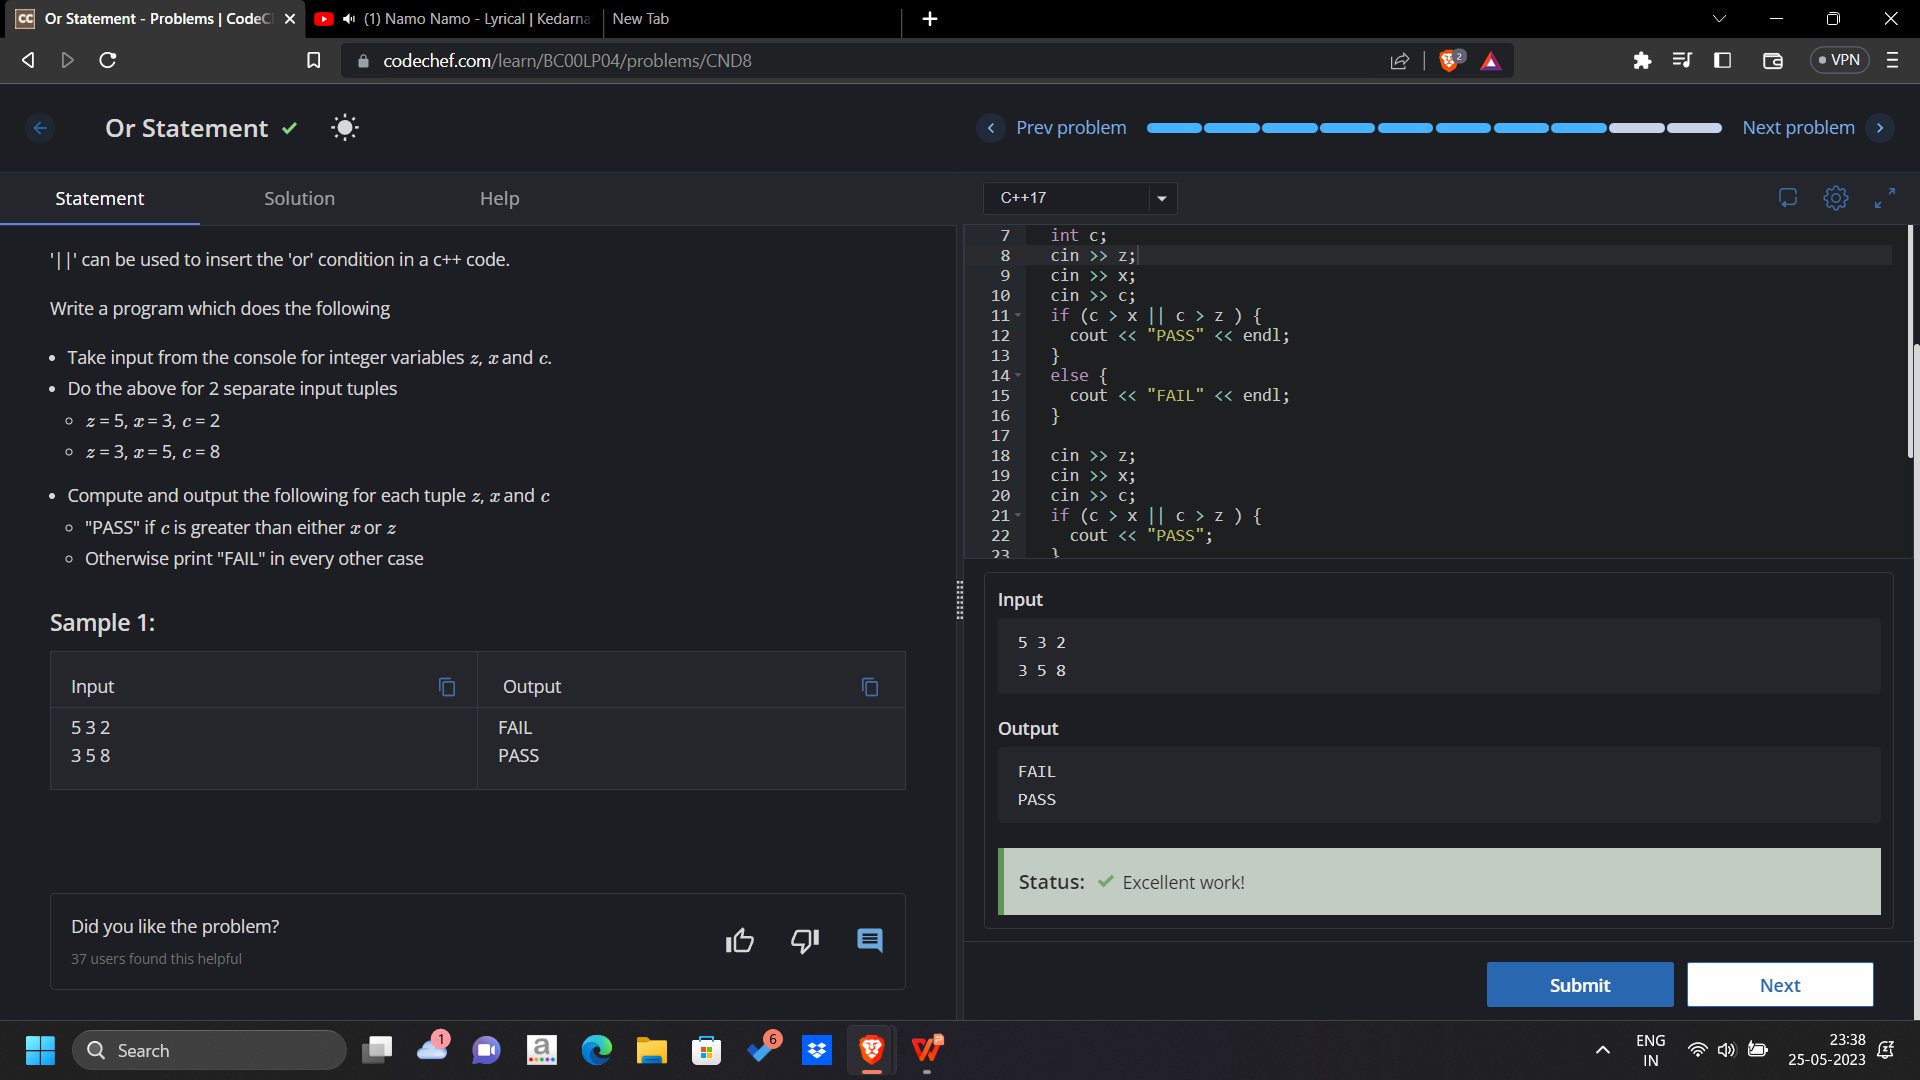 Or Statement - Problems | CodeC
(1) Namo Namo - Lyrical | Kedarna
New Tab
codechef.com/learn/BC00LP04/problems/CND8
2
VPN
Or Statement
Prev problem
Next problem
Statement
Solution
Help
C++17
'||' can be used to insert the 'or' condition in a c++ code.
Write a program which does the following
• Take input from the console for integer variables z, x and c.
• Do the above for 2 separate input tuples
z = 5, x = 3, c = 2
z = 3, x = 5, c = 8
• Compute and output the following for each tuple z, x and c
"PASS" if c is greater than either x or z
Otherwise print "FAIL" in every other case
Sample 1:
Input
Output
5 3 2
FAIL
3 5 8
PASS
Did you like the problem?
37 users found this helpful
7 int c;
8 cin >> z;
9 cin >> x;
10 cin >> c;
11 if (c > x || c > z ) {
12 cout << "PASS" << endl;
13 }
14 else {
15 cout << "FAIL" << endl;
16 }
17
18 cin >> z;
19 cin >> x;
20 cin >> c;
21 if (c > x || c > z ) {
22 cout << "PASS";
23 }
Input
5 3 2
3 5 8
Output
FAIL
PASS
Status: Excellent work!
Submit
Next
Search
1
6
ENG
IN
23:38
25-05-2023